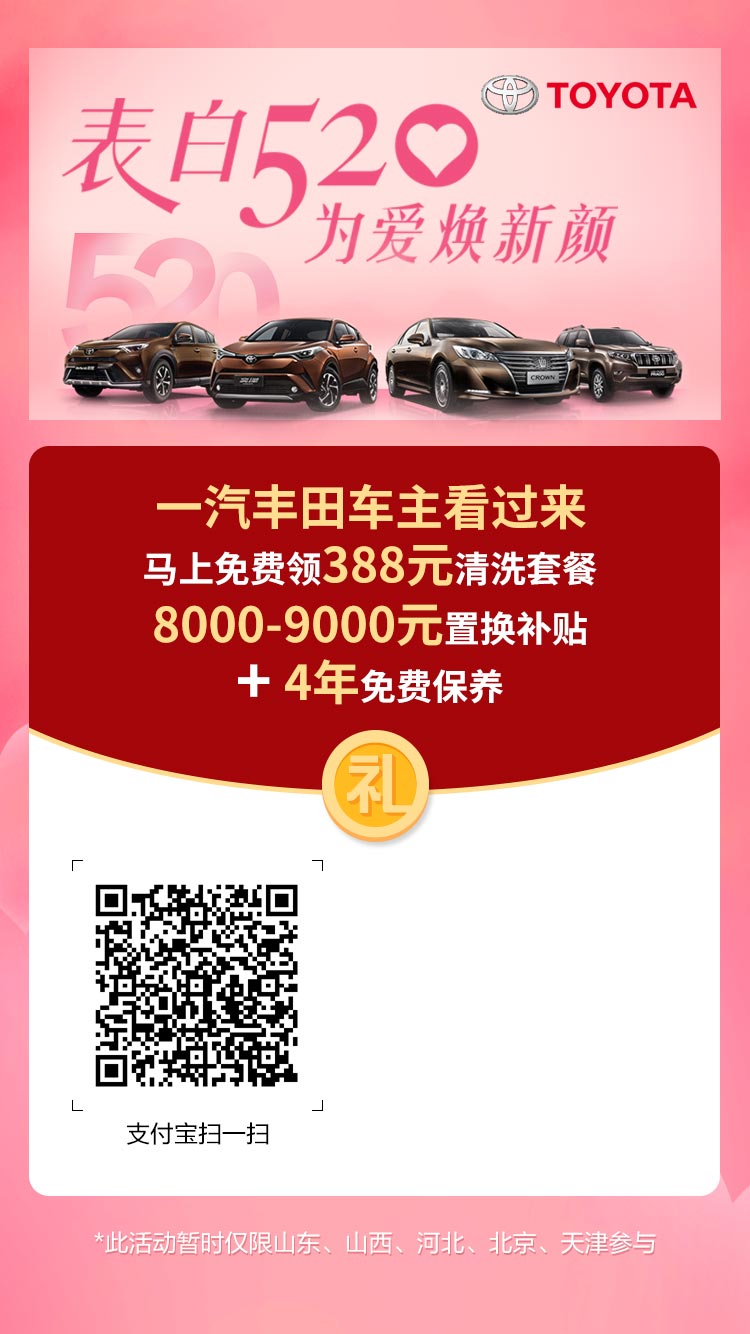 TOYOTA
表白520
为爱焕新颜
520
CROWN
一汽丰田车主看过来
马上免费领388元清洗套餐
8000-9000元置换补贴
+ 4年免费保养
礼
支付宝扫一扫
*此活动暂时仅限山东、山西、河北、北京、天津参与